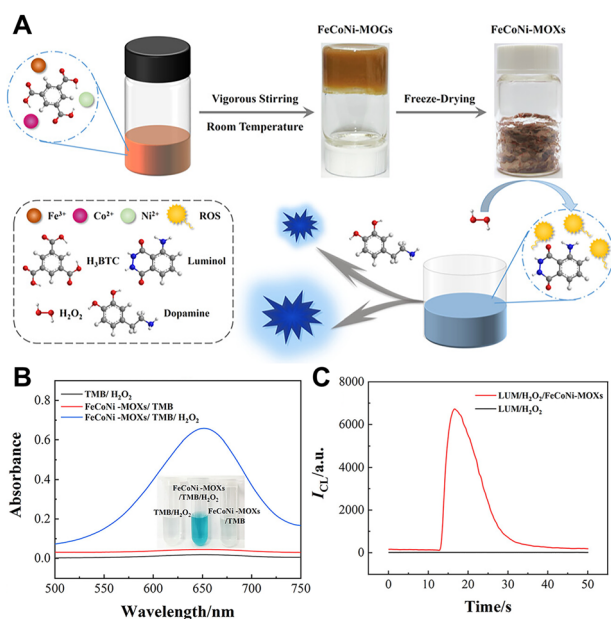 A
FeCoNi-MOGs
FeCoNi-MOXs
Vigorous Stirring
Room Temperature
Freeze-Drying
Fe³⁺
Co²⁺
Ni²⁺
ROS
H₃BTC
Luminol
H₂O₂
Dopamine
B
TMB/ H₂O₂
FeCoNi -MOXs/ TMB
FeCoNi -MOXs/ TMB/ H₂O₂
0.8
0.6
0.4
0.2
0.0
Absorbance
FeCoNi -MOXs
/TMB/H₂O₂
TMB/H₂O₂
FeCoNi -MOXs
/TMB
500
550
600
650
700
750
Wavelength/nm
C
LUM/H₂O₂/FeCoNi-MOXs
LUM/H₂O₂
8000
6000
4000
2000
0
I_CL/a.u.
0
10
20
30
40
50
Time/s